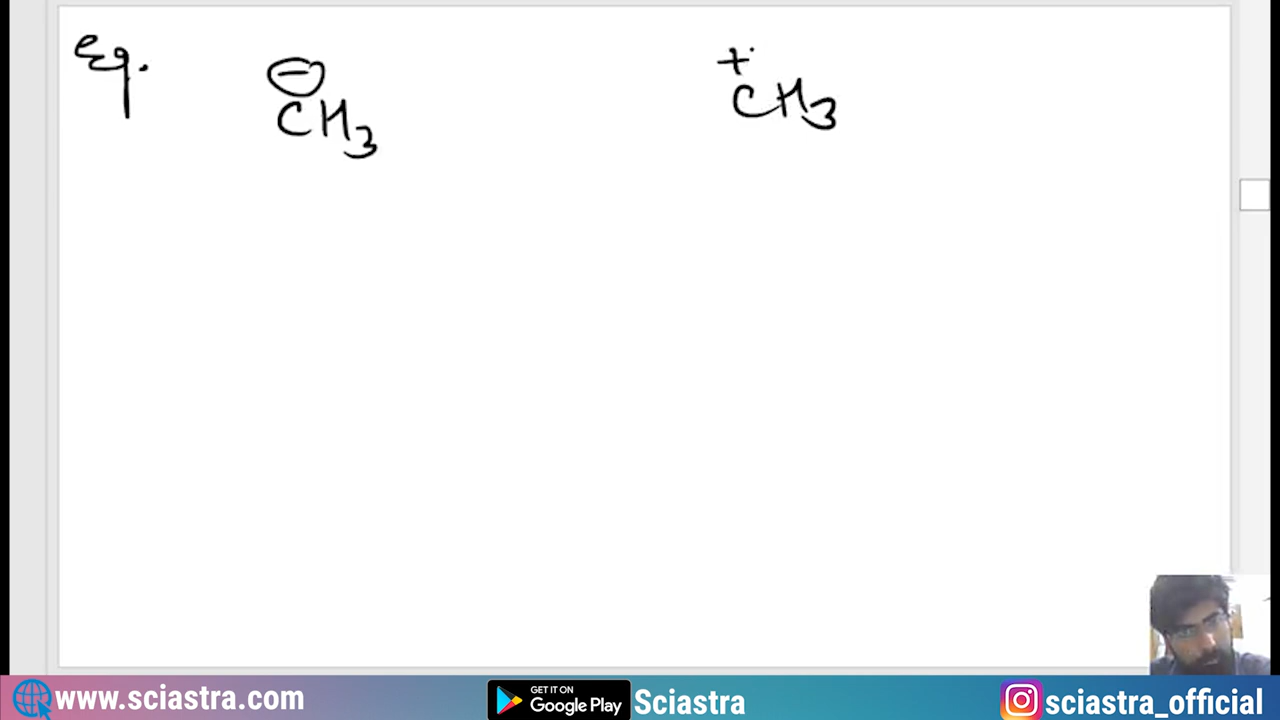 Eg.
⊖
CH3
+
CH3
www.sciastra.com
GET IT ON
Google Play
Sciastra
sciastra_official